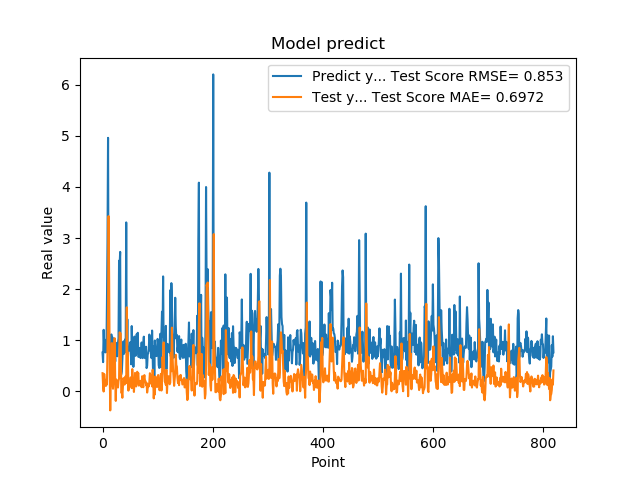 Model predict
Predict y... Test Score RMSE= 0.853
Test y... Test Score MAE= 0.6972
Real value
6
5
4
3
2
1
0
0 200 400 600 800
Point